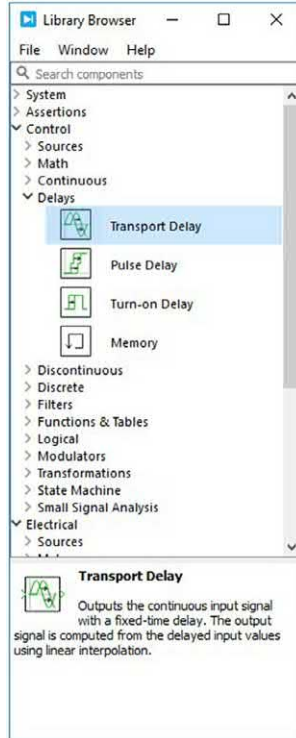 Library Browser
File Window Help
Search components
System
Assertions
Control
Sources
Math
Continuous
Delays
Transport Delay
Pulse Delay
Turn-on Delay
Memory
Discontinuous
Discrete
Filters
Functions & Tables
Logical
Modulators
Transformations
State Machine
Small Signal Analysis
Electrical
Sources
Transport Delay
Outputs the continuous input signal
with a fixed-time delay. The output
signal is computed from the delayed input values
using linear interpolation.